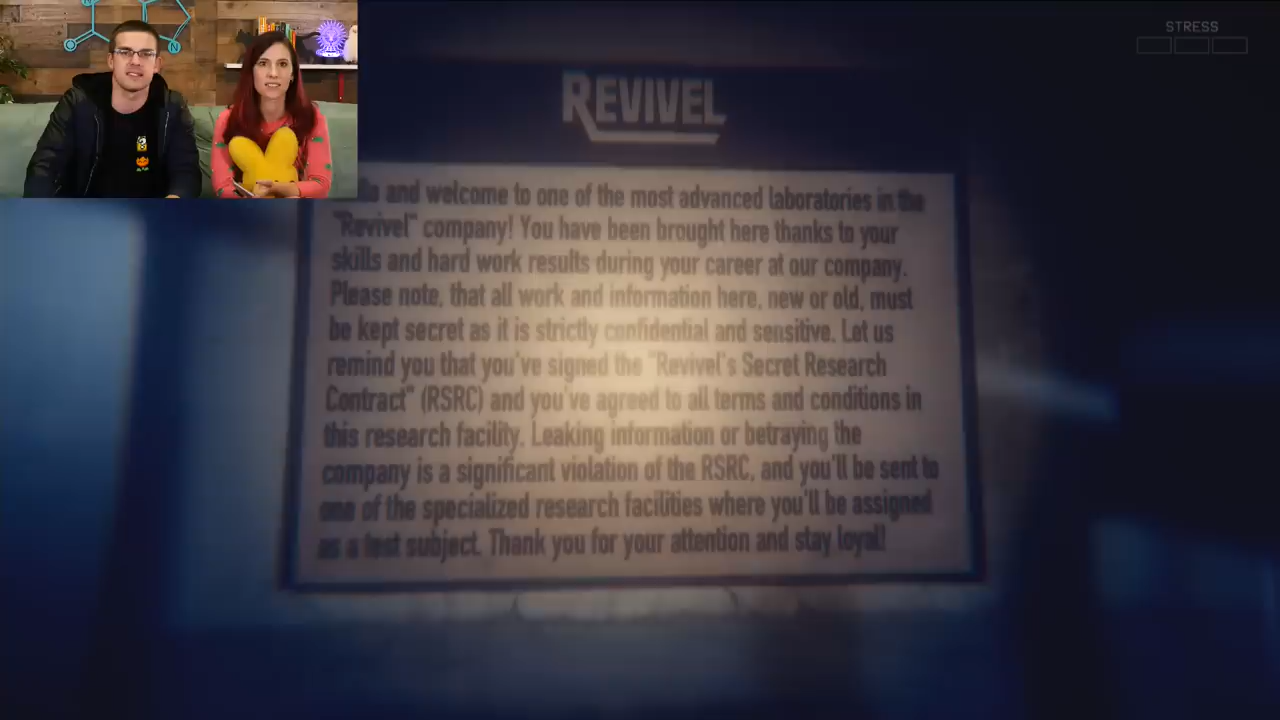 STRESS
REVIVEL
and welcome to one of the most advanced laboratories in the
"Revivel" company! You have been brought here thanks to your
skills and hard work results during your career at our company.
Please note, that all work and information here, new or old, must
be kept secret as it is strictly confidential and sensitive. Let us
remind you that you've signed the "Revivel's Secret Research
Contract" (RSRC) and you've agreed to all terms and conditions in
this research facility. Leaking information or betraying the
company is a significant violation of the RSRC, and you'll be sent to
one of the specialized research facilities where you'll be assigned
as a test subject. Thank you for your attention and stay loyal!